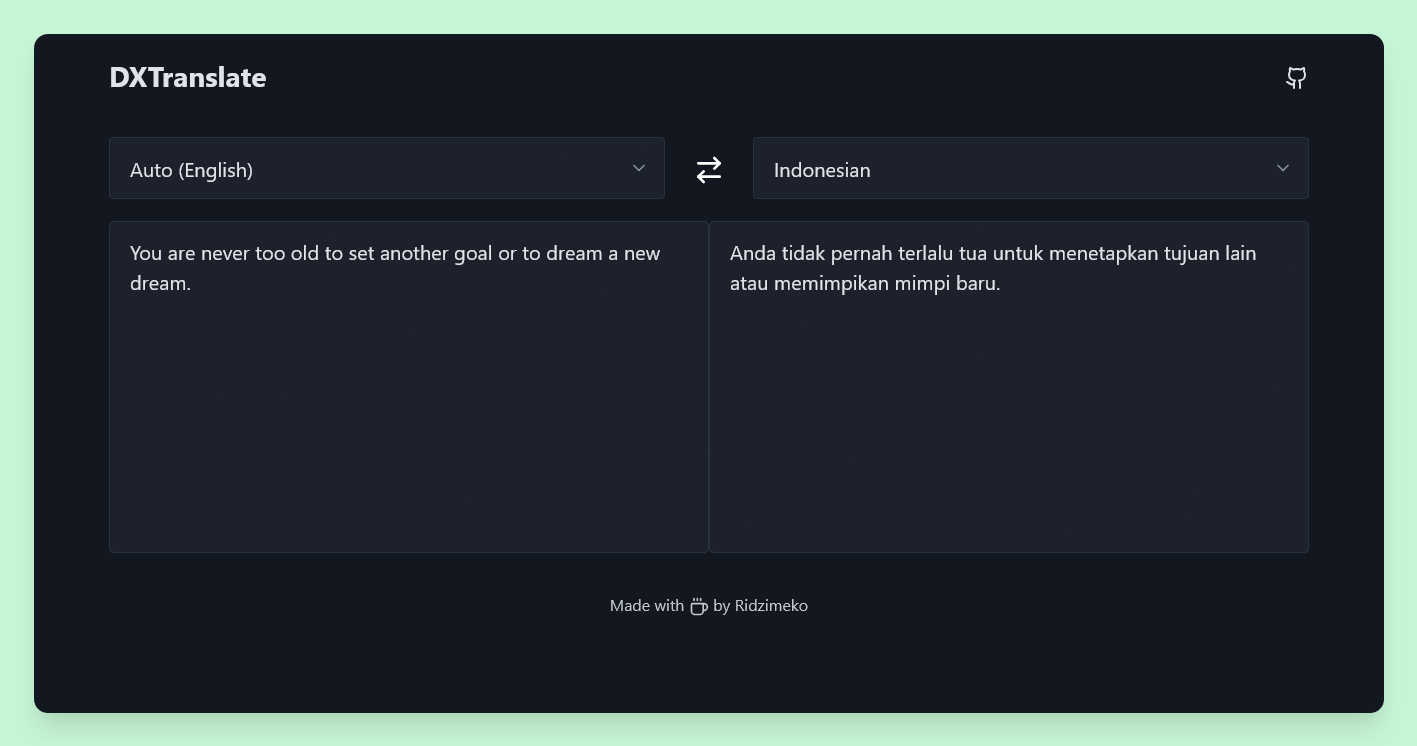 DXTranslate
Auto (English)
Indonesian
You are never too old to set another goal or to dream a new
dream.
Anda tidak pernah terlalu tua untuk menetapkan tujuan lain
atau memimpikan mimpi baru.
Made with by Ridzimeko